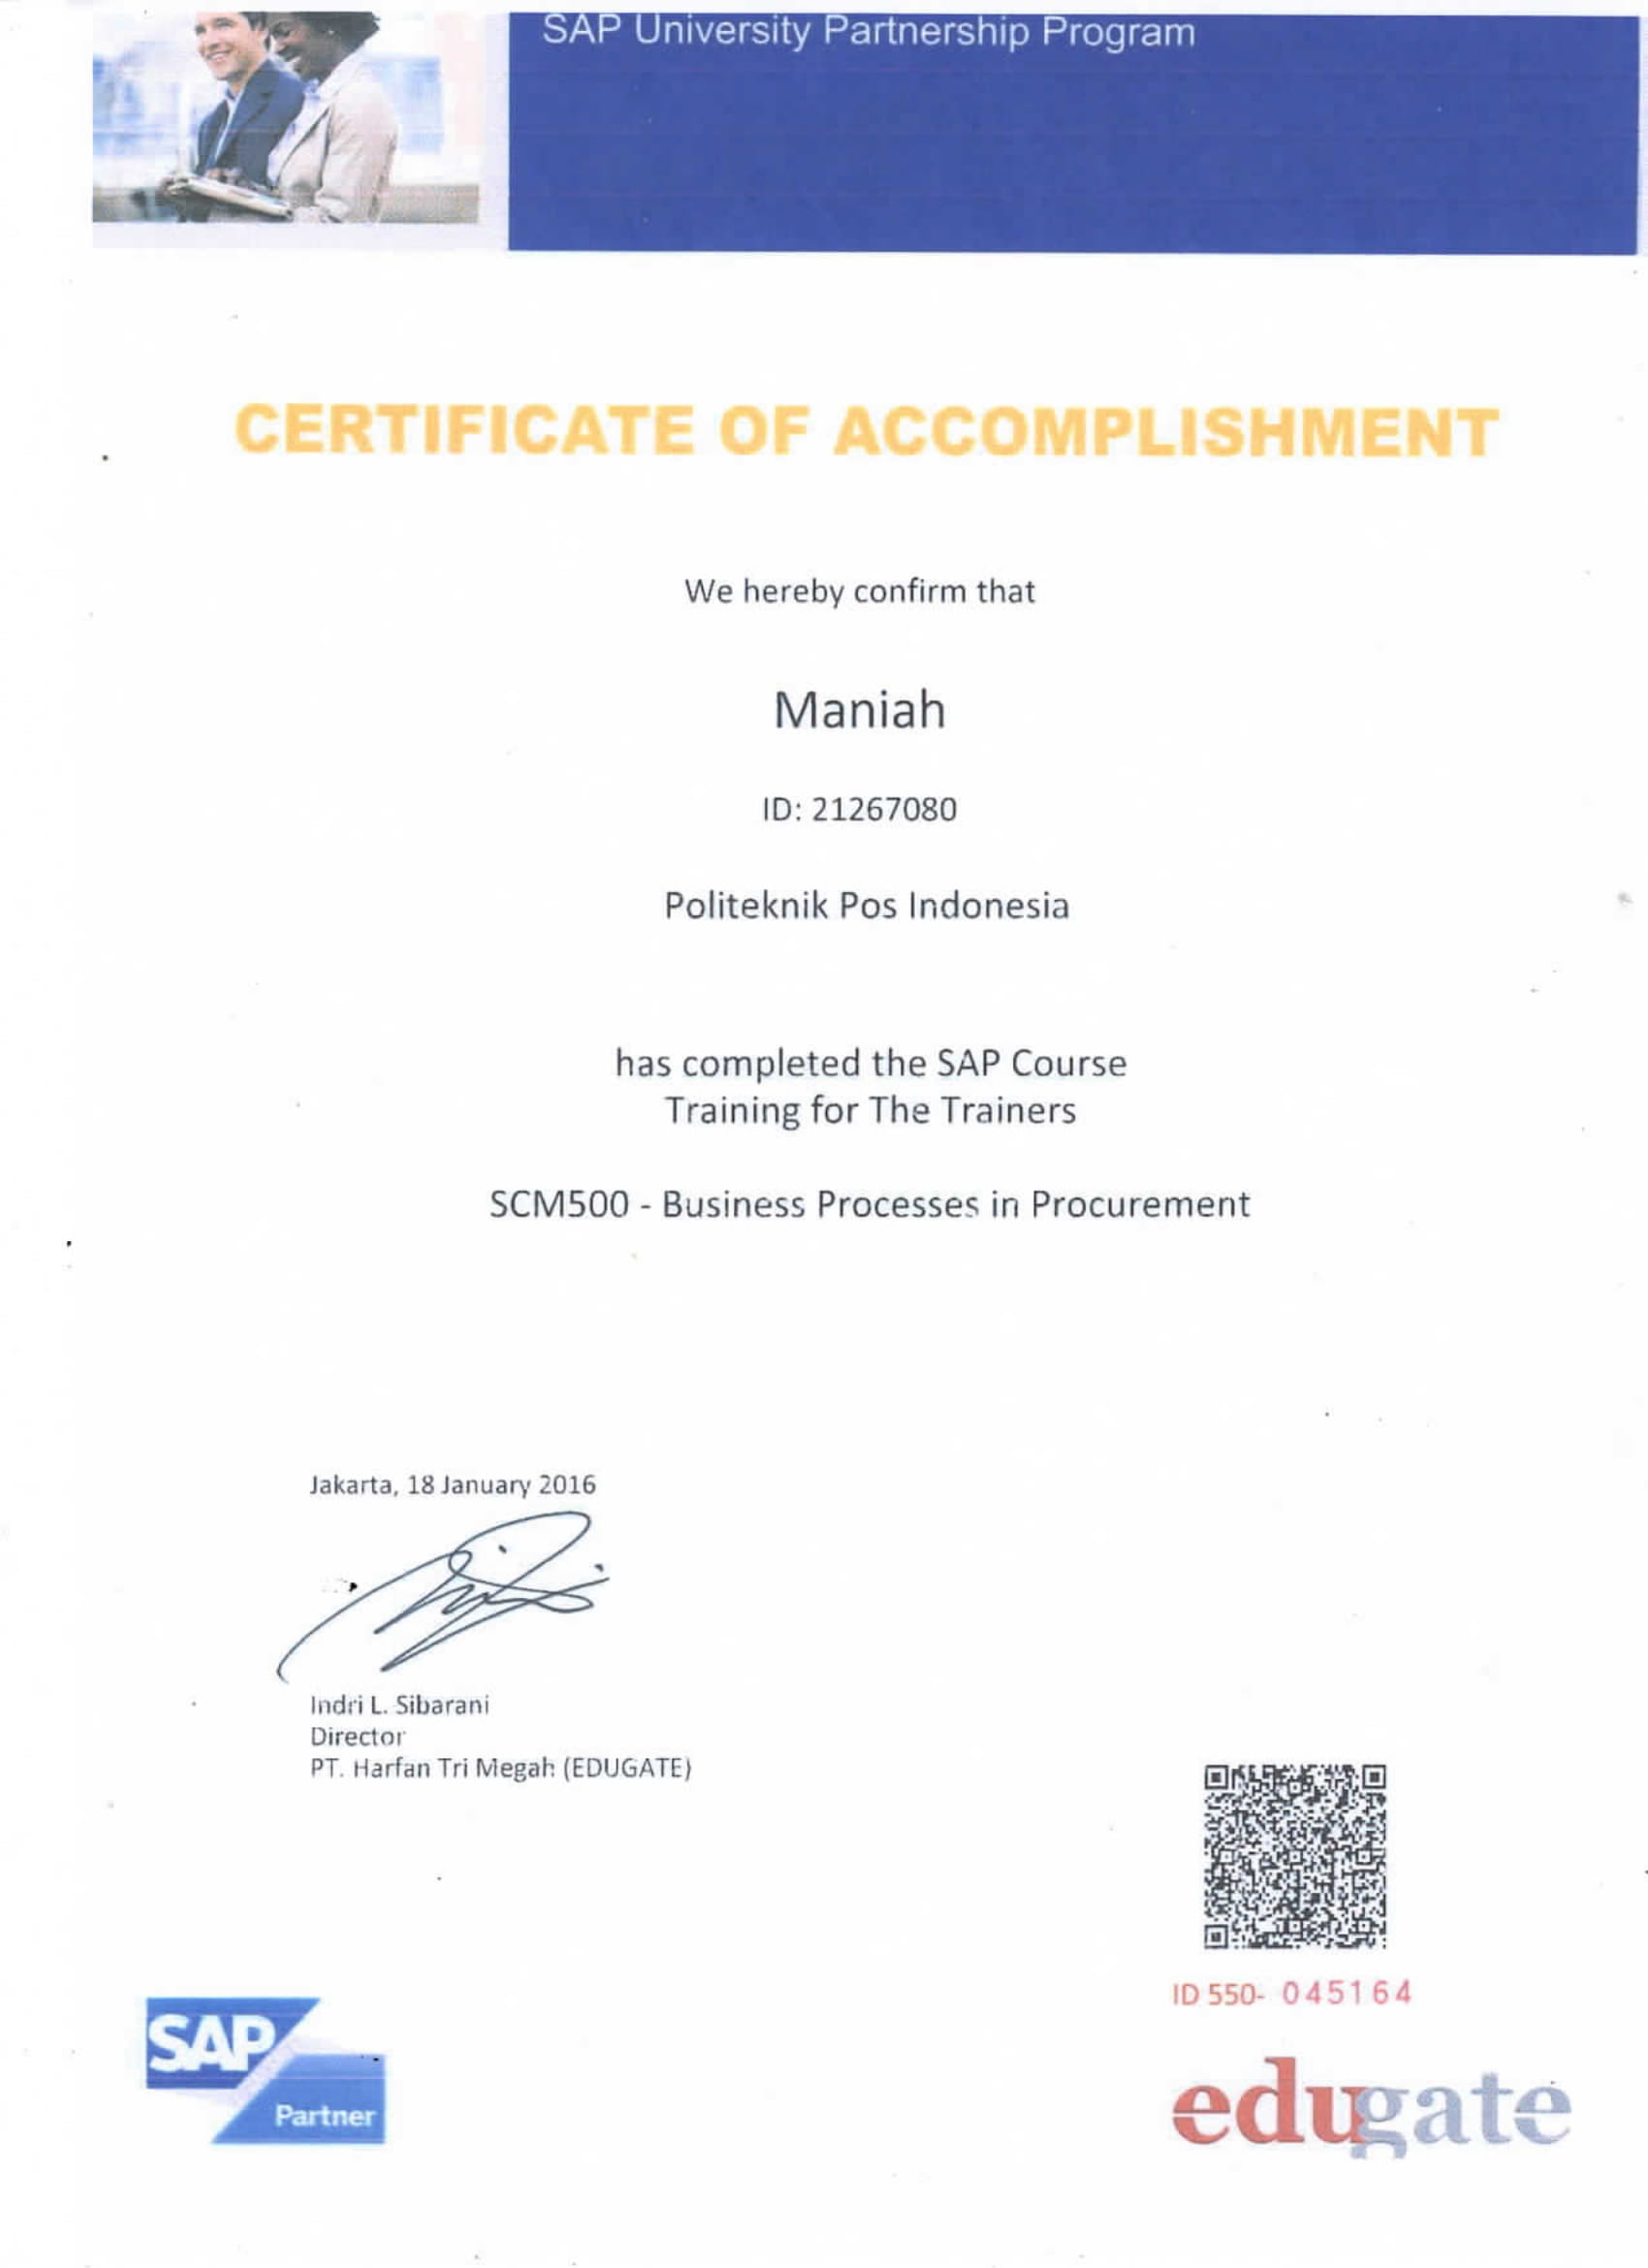 SAP University Partnership Program
CERTIFICATE OF ACCOMPLISHMENT
We hereby confirm that
Maniah
ID: 21267080
Politeknik Pos Indonesia
has completed the SAP Course
Training for The Trainers
SCM500 - Business Processes in Procurement
Jakarta, 18 January 2016
Indri L. Sibarani
Director
PT. Harfan Tri Megah (EDUGATE)
ID 550- 045164
SAP
Partner
edugate